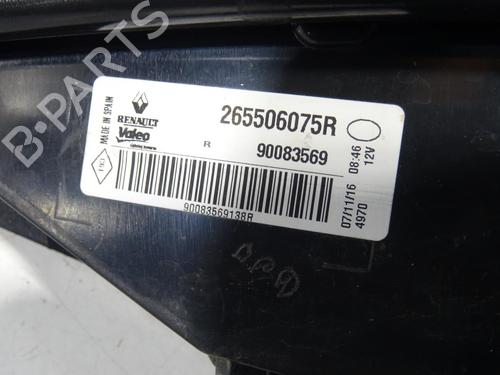 MADE IN SPAIN
RENAULT
Valeo
265506075R
R
90083569
90083569138R
07/11/16 08:46
4970 12V
B-PARTS